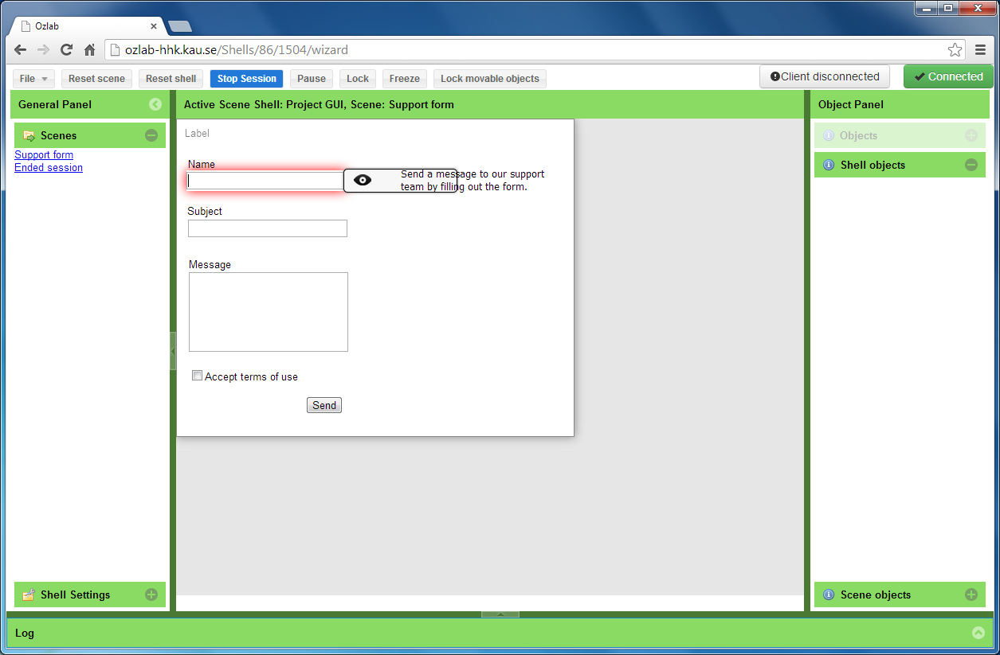 Ozlab
ozlab-hhk.kau.se/Shells/86/1504/wizard
File Reset scene Reset shell Stop Session Pause Lock Freeze Lock movable objects Client disconnected Connected
General Panel
Scenes
Support form
Ended session
Shell Settings
Active Scene Shell: Project GUI, Scene: Support form
Label
Name
Send a message to our support
team by filling out the form.
Subject
Message
Accept terms of use
Send
Object Panel
Objects
Shell objects
Scene objects
Log